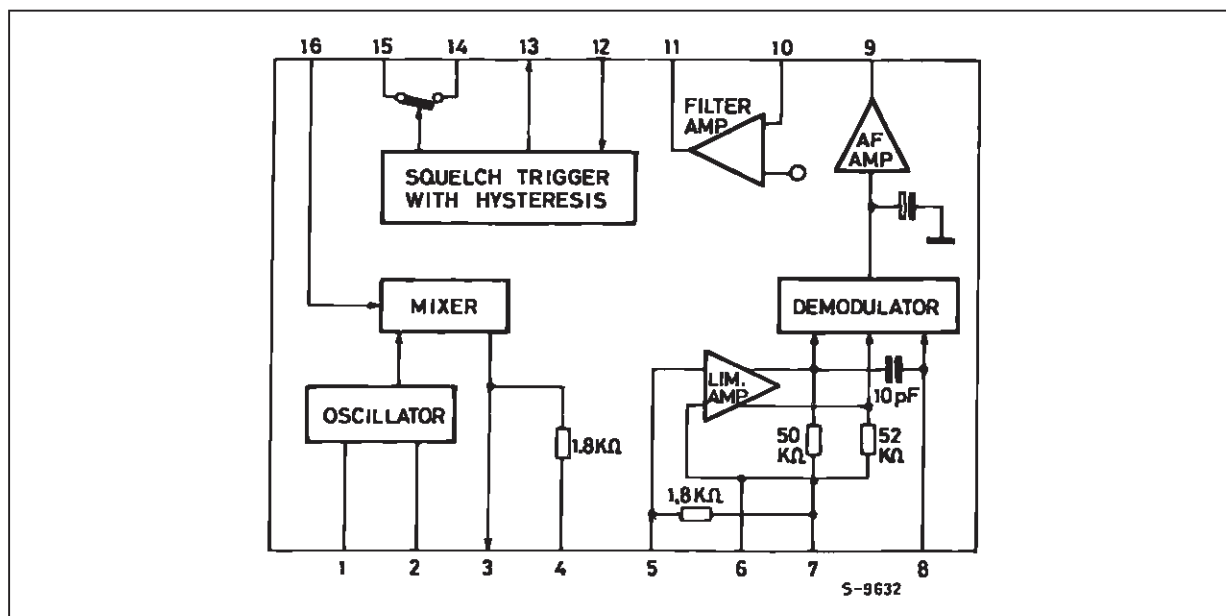 16 15 14 13 12 11 10 9
FILTER
AMP
AF
AMP
SQUELCH TRIGGER
WITH HYSTERESIS
MIXER
DEMODULATOR
LIM.
AMP
10pF
OSCILLATOR
1.8KΩ
50
KΩ
52
KΩ
1,8KΩ
1 2 3 4 5 6 7 8
S-9632